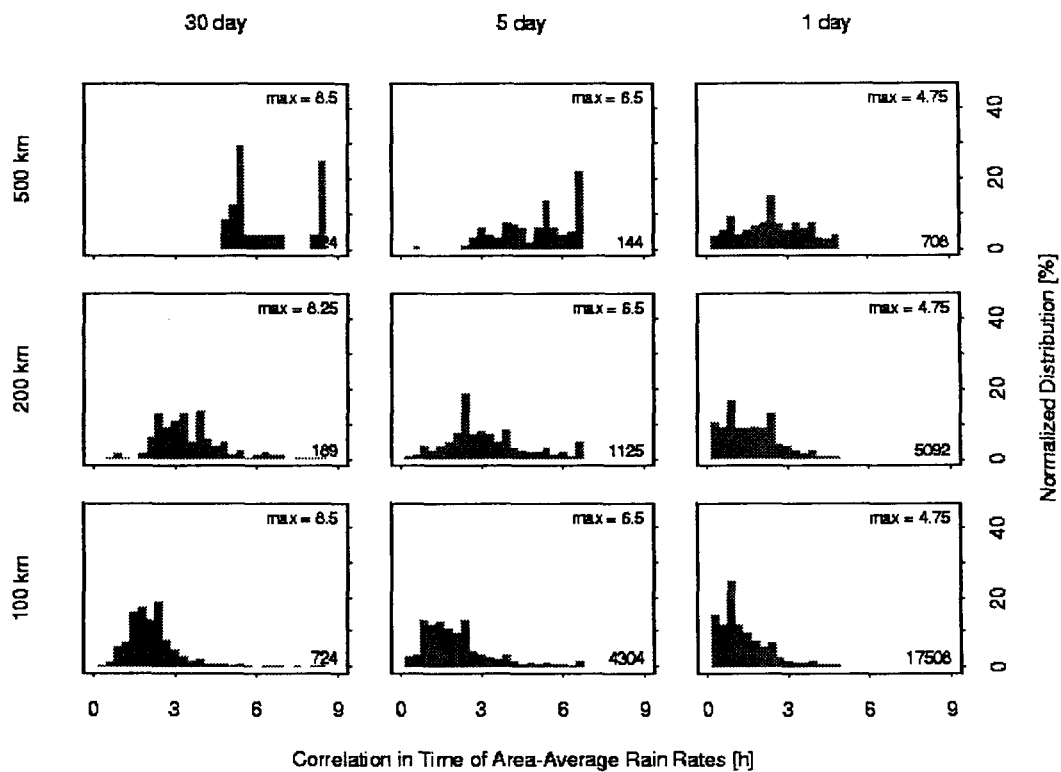 30 day 5 day 1 day
500 km
max = 8.5
24
max = 6.5
144
max = 4.75
708
40
20
0
200 km
max = 8.25
189
max = 6.5
1125
max = 4.75
5092
40
20
0
100 km
max = 8.5
724
max = 6.5
4304
max = 4.75
17508
40
20
0
Normalized Distribution [%]
0 3 6 9 0 3 6 9 0 3 6 9
Correlation in Time of Area-Average Rain Rates [h]